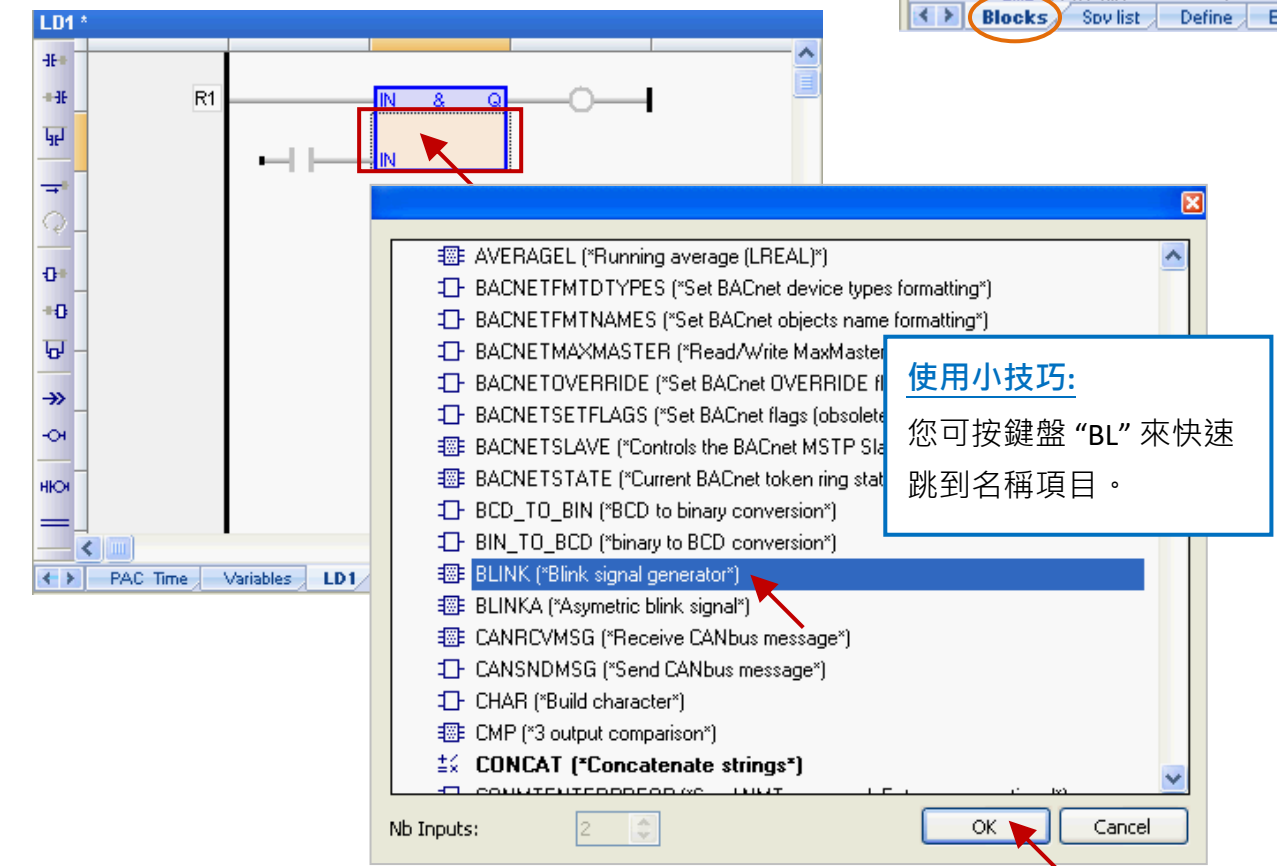 LD1 *
Blocks
Spy list
Define
R1
IN & Q
IN
AVERAGEL (*Running average (LREAL)*)
BACNETFMTDTYPES (*Set BACnet device types formatting*)
BACNETFMTNAMES (*Set BACnet objects name formatting*)
BACNETMAXMASTER (*Read/Write MaxMaster
BACNETOVERRIDE (*Set BACnet OVERRIDE
BACNETSETFLAGS (*Set BACnet flags (obsolete
BACNETSLAVE (*Controls the BACnet MSTP Sla
BACNETSTATE (*Current BACnet token ring stat
BCD_TO_BIN (*BCD to binary conversion*)
BIN_TO_BCD (*binary to BCD conversion*)
BLINK (*Blink signal generator*)
BLINKA (*Asymetric blink signal*)
CANRCVMSG (*Receive CANbus message*)
CANSNDMSG (*Send CANbus message*)
CHAR (*Build character*)
CMP (*3 output comparison*)
CONCAT (*Concatenate strings*)
使用小技巧:
您可按鍵盤 “BL” 來快速
跳到名稱項目。
PAC Time
Variables
LD1
Nb Inputs:
2
OK
Cancel